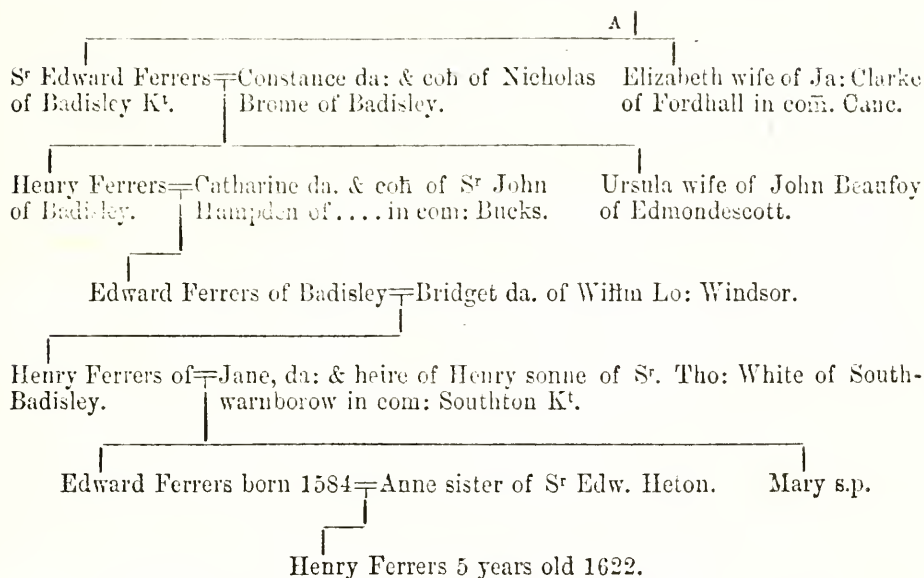 A
Sʳ Edward Ferrers Constance da: & coh̄ of Nicholas Elizabeth wife of Ja: Clarke
of Badisley Kᵗ. Brome of Badisley. of Fordhall in com̄. Canc.
Henry Ferrers Catharine da. & coh̄ of Sʳ John Ursula wife of John Beaufoy
of Badisley. Hampden of .... in com: Bucks. of Edmondescott.
Edward Ferrers of Badisley Bridget da. of Wiłłm Lo: Windsor.
Henry Ferrers of Jane, da: & heire of Henry sonne of Sʳ. Tho: White of South-
Badisley. warnborow in com: Southton Kᵗ.
Edward Ferrers born 1584 Anne sister of Sʳ Edw. Heton. Mary s.p.
Henry Ferrers 5 years old 1622.